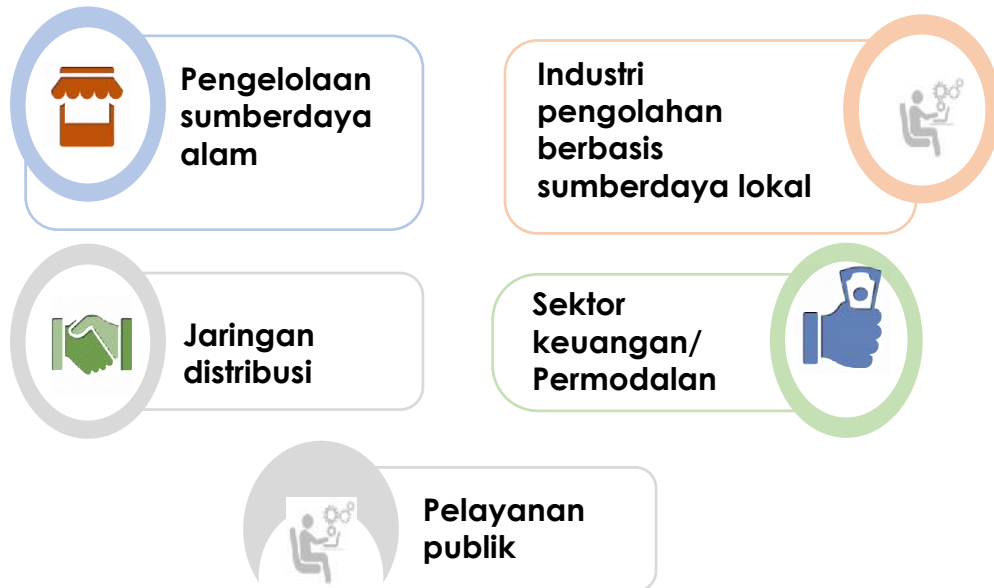 Pengelolaan
sumberdaya
alam
Industri
pengolahan
berbasis
sumberdaya lokal
Jaringan
distribusi
Sektor
keuangan/
Permodalan
Pelayanan
publik